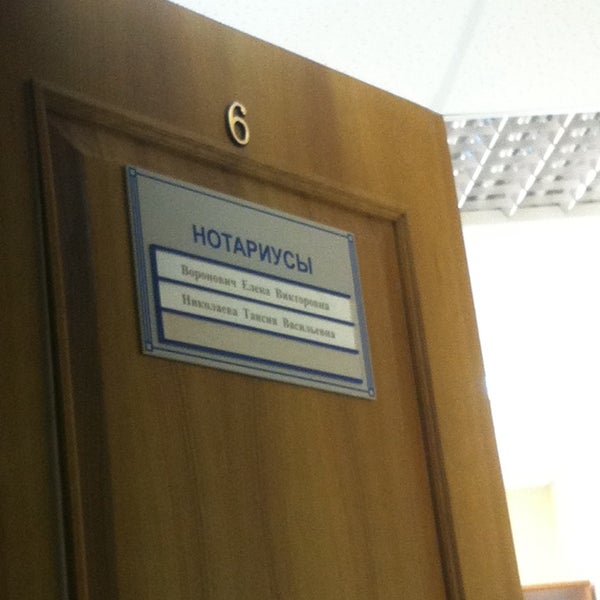 6
НОТАРИУСЫ
Воронович Елена Викторовна
Николаева Таисия Васильевна